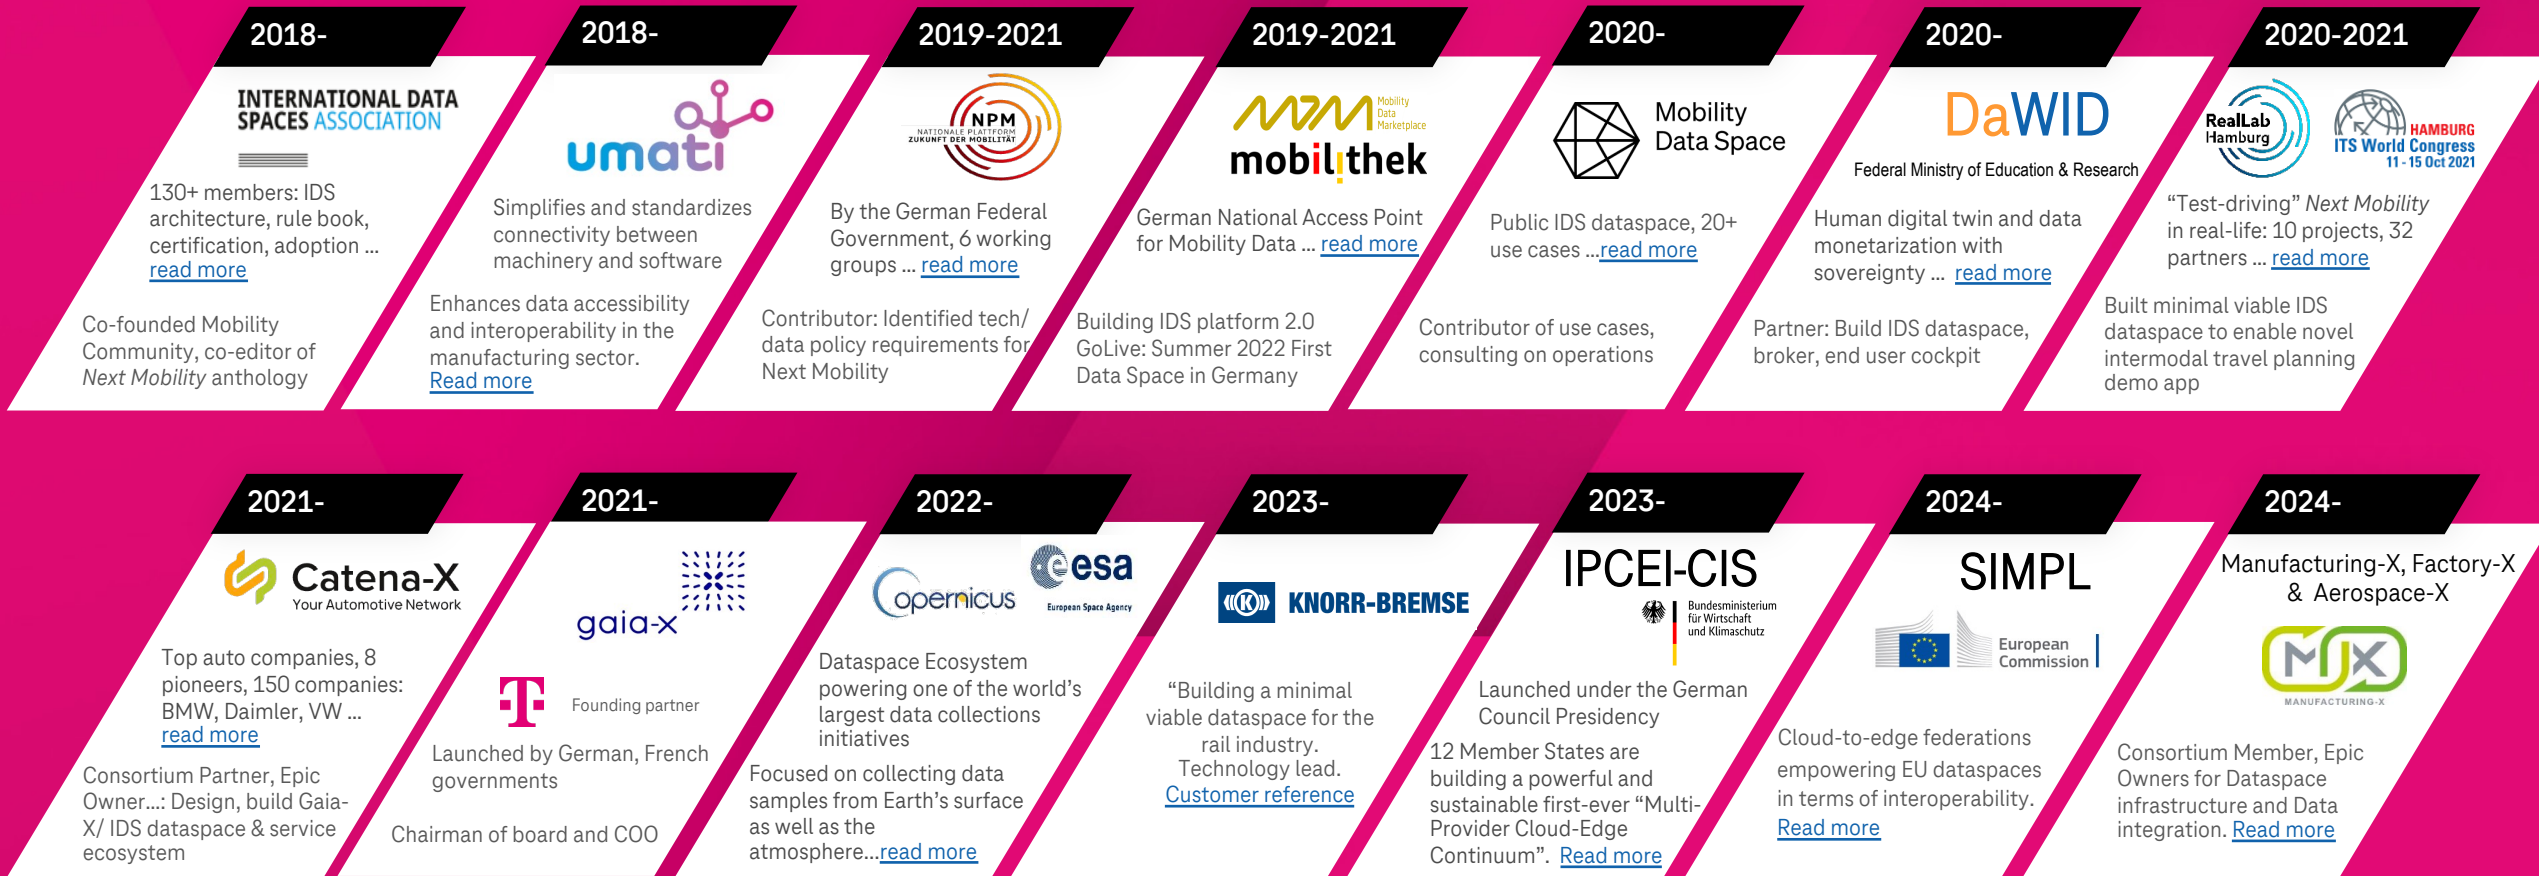 2018-
INTERNATIONAL DATA
SPACES ASSOCIATION
130+ members: IDS
architecture, rule book,
certification, adoption ...
read more
Co-founded Mobility
Community, co-editor of
Next Mobility anthology
2018-
umati
Simplifies and standardizes
connectivity between
machinery and software
Enhances data accessibility
and interoperability in the
manufacturing sector.
Read more
2019-2021
NPM
NATIONALE PLATTFORM
ZUKUNFT DER MOBILITÄT
By the German Federal
Government, 6 working
groups ... read more
Contributor: Identified tech/
data policy requirements for
Next Mobility
2019-2021
MDM
Mobility
Data
Marketplace
mobilithek
German National Access Point
for Mobility Data ... read more
Building IDS platform 2.0
GoLive: Summer 2022 First
Data Space in Germany
2020-
Mobility
Data Space
Public IDS dataspace, 20+
use cases ...read more
Contributor of use cases,
consulting on operations
2020-
DaWID
Federal Ministry of Education & Research
Human digital twin and data
monetarization with
sovereignty ... read more
Partner: Build IDS dataspace,
broker, end user cockpit
2020-2021
RealLab
Hamburg
HAMBURG
ITS World Congress
11 - 15 Oct 2021
“Test-driving” Next Mobility
in real-life: 10 projects, 32
partners ... read more
Built minimal viable IDS
dataspace to enable novel
intermodal travel planning
demo app
2021-
Catena-X
Your Automotive Network
Top auto companies, 8
pioneers, 150 companies:
BMW, Daimler, VW ...
read more
Consortium Partner, Epic
Owner...: Design, build Gaia-
X/ IDS dataspace & service
ecosystem
2021-
gaia-x
T
Founding partner
Launched by German, French
governments
Chairman of board and COO
2022-
opernicus
esa
European Space Agency
Dataspace Ecosystem
powering one of the world’s
largest data collections
initiatives
Focused on collecting data
samples from Earth’s surface
as well as the
atmosphere...read more
2023-
K KNORR-BREMSE
“Building a minimal
viable dataspace for the
rail industry.
Technology lead.
Customer reference
2023-
IPCEI-CIS
Bundesministerium
für Wirtschaft
und Klimaschutz
Launched under the German
Council Presidency
12 Member States are
building a powerful and
sustainable first-ever “Multi-
Provider Cloud-Edge
Continuum”. Read more
2024-
SIMPL
European
Commission
Cloud-to-edge federations
empowering EU dataspaces
in terms of interoperability.
Read more
2024-
Manufacturing-X, Factory-X
& Aerospace-X
MX
MANUFACTURING-X
Consortium Member, Epic
Owners for Dataspace
infrastructure and Data
integration. Read more